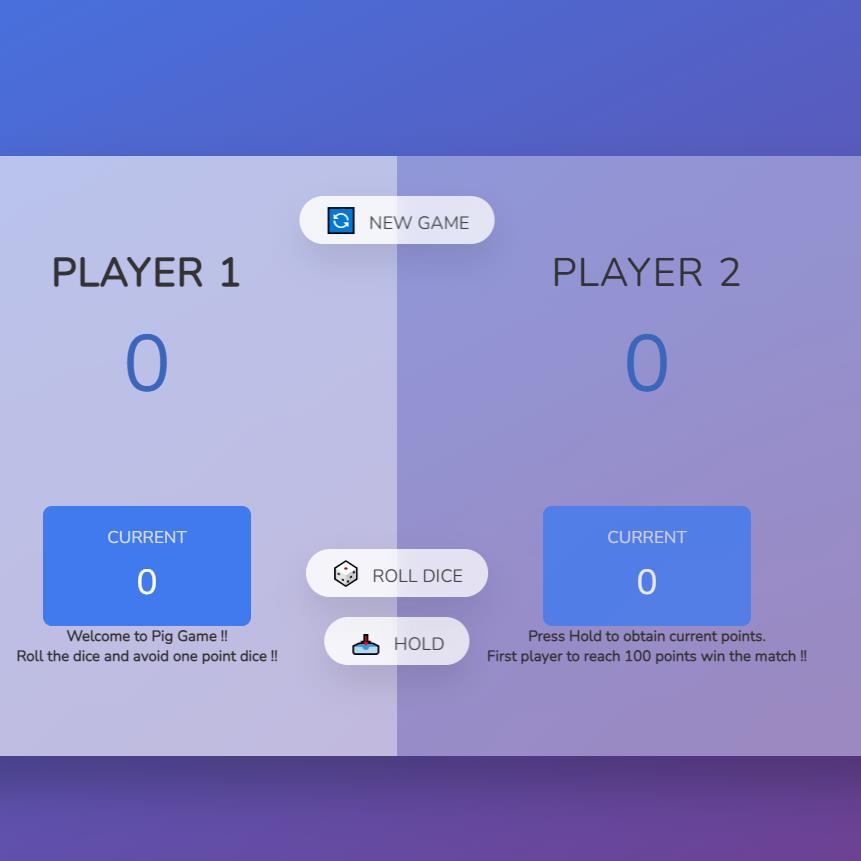 NEW GAME
PLAYER 1
0
CURRENT
0
Welcome to Pig Game !!
Roll the dice and avoid one point dice !!
ROLL DICE
HOLD
PLAYER 2
0
CURRENT
0
Press Hold to obtain current points.
First player to reach 100 points win the match !!